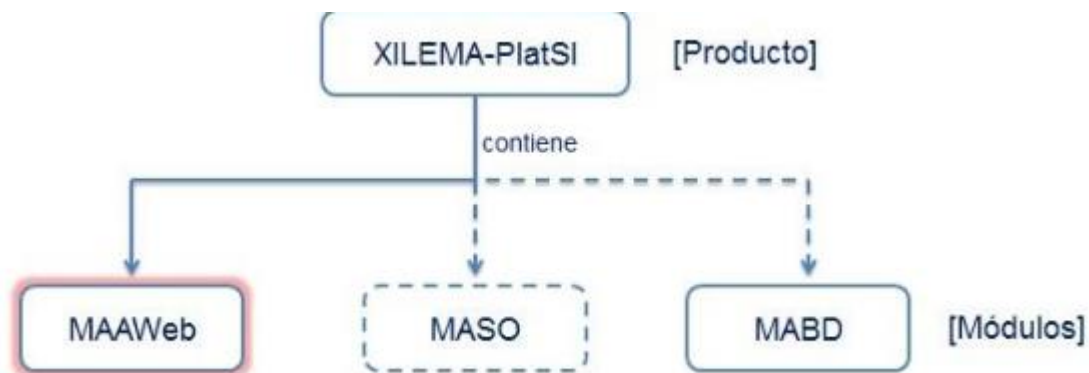 XILEMA-PlatSI [Producto]
contiene
MAAWeb MASO MABD [Módulos]